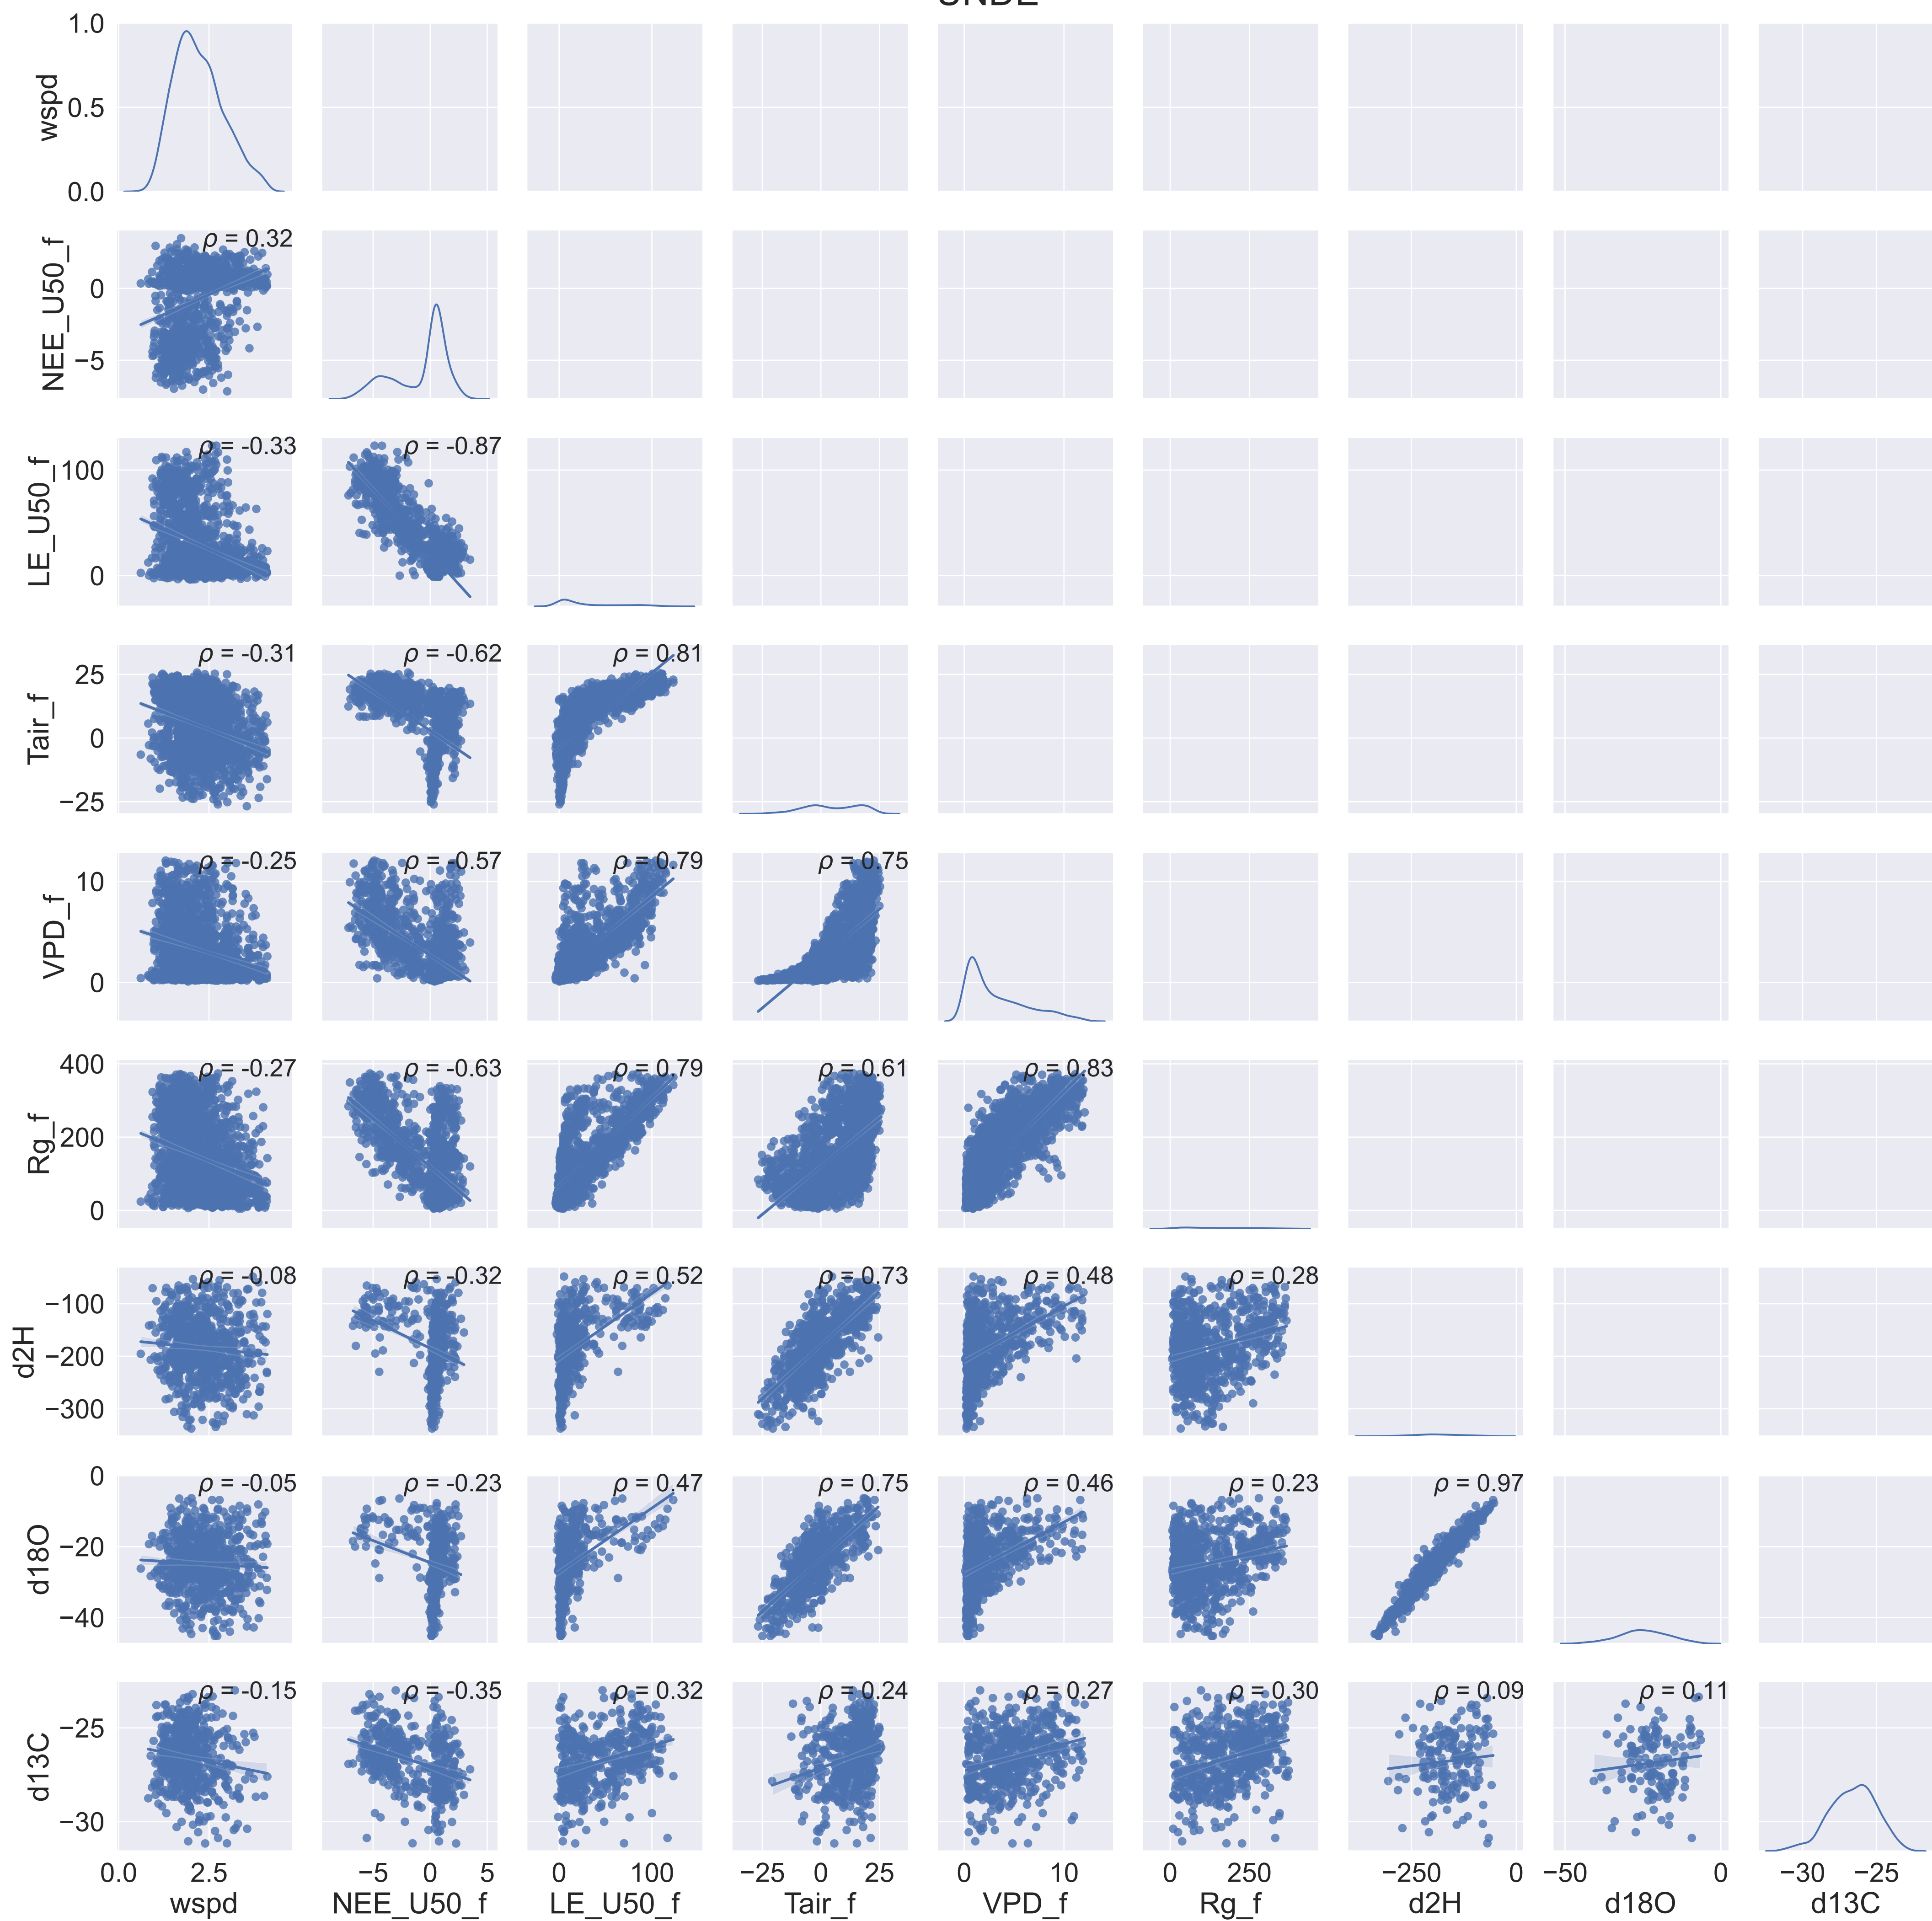 UNDE
1.0
wspd
0.5
0.0
ρ = 0.32
NEE_U50_f
0
−5
ρ = -0.33 ρ = -0.87
LE_U50_f
100
0
ρ = -0.31 ρ = -0.62 ρ = 0.81
Tair_f
25
0
−25
ρ = -0.25 ρ = -0.57 ρ = 0.79 ρ = 0.75
VPD_f
10
0
ρ = -0.27 ρ = -0.63 ρ = 0.79 ρ = 0.61 ρ = 0.83
Rg_f
400
200
0
ρ = -0.08 ρ = -0.32 ρ = 0.52 ρ = 0.73 ρ = 0.48 ρ = 0.28
d2H
−100
−200
−300
ρ = -0.05 ρ = -0.23 ρ = 0.47 ρ = 0.75 ρ = 0.46 ρ = 0.23 ρ = 0.97
d18O
0
−20
−40
ρ = -0.15 ρ = -0.35 ρ = 0.32 ρ = 0.24 ρ = 0.27 ρ = 0.30 ρ = 0.09 ρ = 0.11
d13C
−25
−30
0.0 2.5 −5 0 5 0 100 −25 0 25 0 10 0 250 −250 0 −50 0 −30 −25
wspd NEE_U50_f LE_U50_f Tair_f VPD_f Rg_f d2H d18O d13C